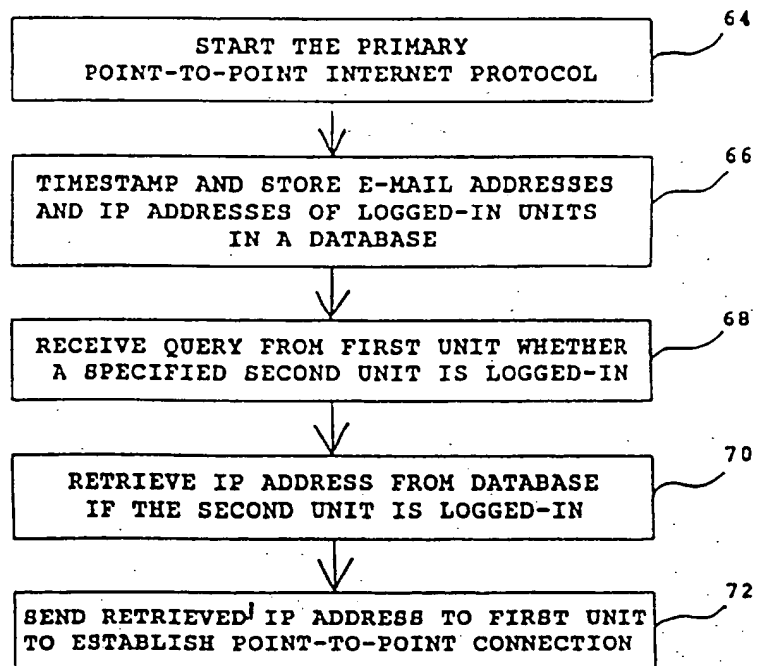 64
START THE PRIMARY
POINT-TO-POINT INTERNET PROTOCOL
66
TIMESTAMP AND STORE E-MAIL ADDRESSES
AND IP ADDRESSES OF LOGGED-IN UNITS
IN A DATABASE
68
RECEIVE QUERY FROM FIRST UNIT WHETHER
A SPECIFIED SECOND UNIT IS LOGGED-IN
70
RETRIEVE IP ADDRESS FROM DATABASE
IF THE SECOND UNIT IS LOGGED-IN
72
SEND RETRIEVED IP ADDRESS TO FIRST UNIT
TO ESTABLISH POINT-TO-POINT CONNECTION